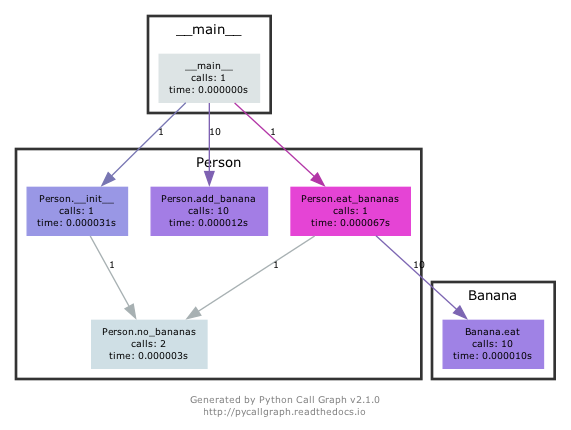 __main__
__main__
calls: 1
time: 0.000000s
1
10
1
Person
Person.__init__
calls: 1
time: 0.000031s
Person.add_banana
calls: 10
time: 0.000012s
Person.eat_bananas
calls: 1
time: 0.000067s
1
1
10
Banana
Person.no_bananas
calls: 2
time: 0.000003s
Banana.eat
calls: 10
time: 0.000010s
Generated by Python Call Graph v2.1.0
http://pycallgraph.readthedocs.io